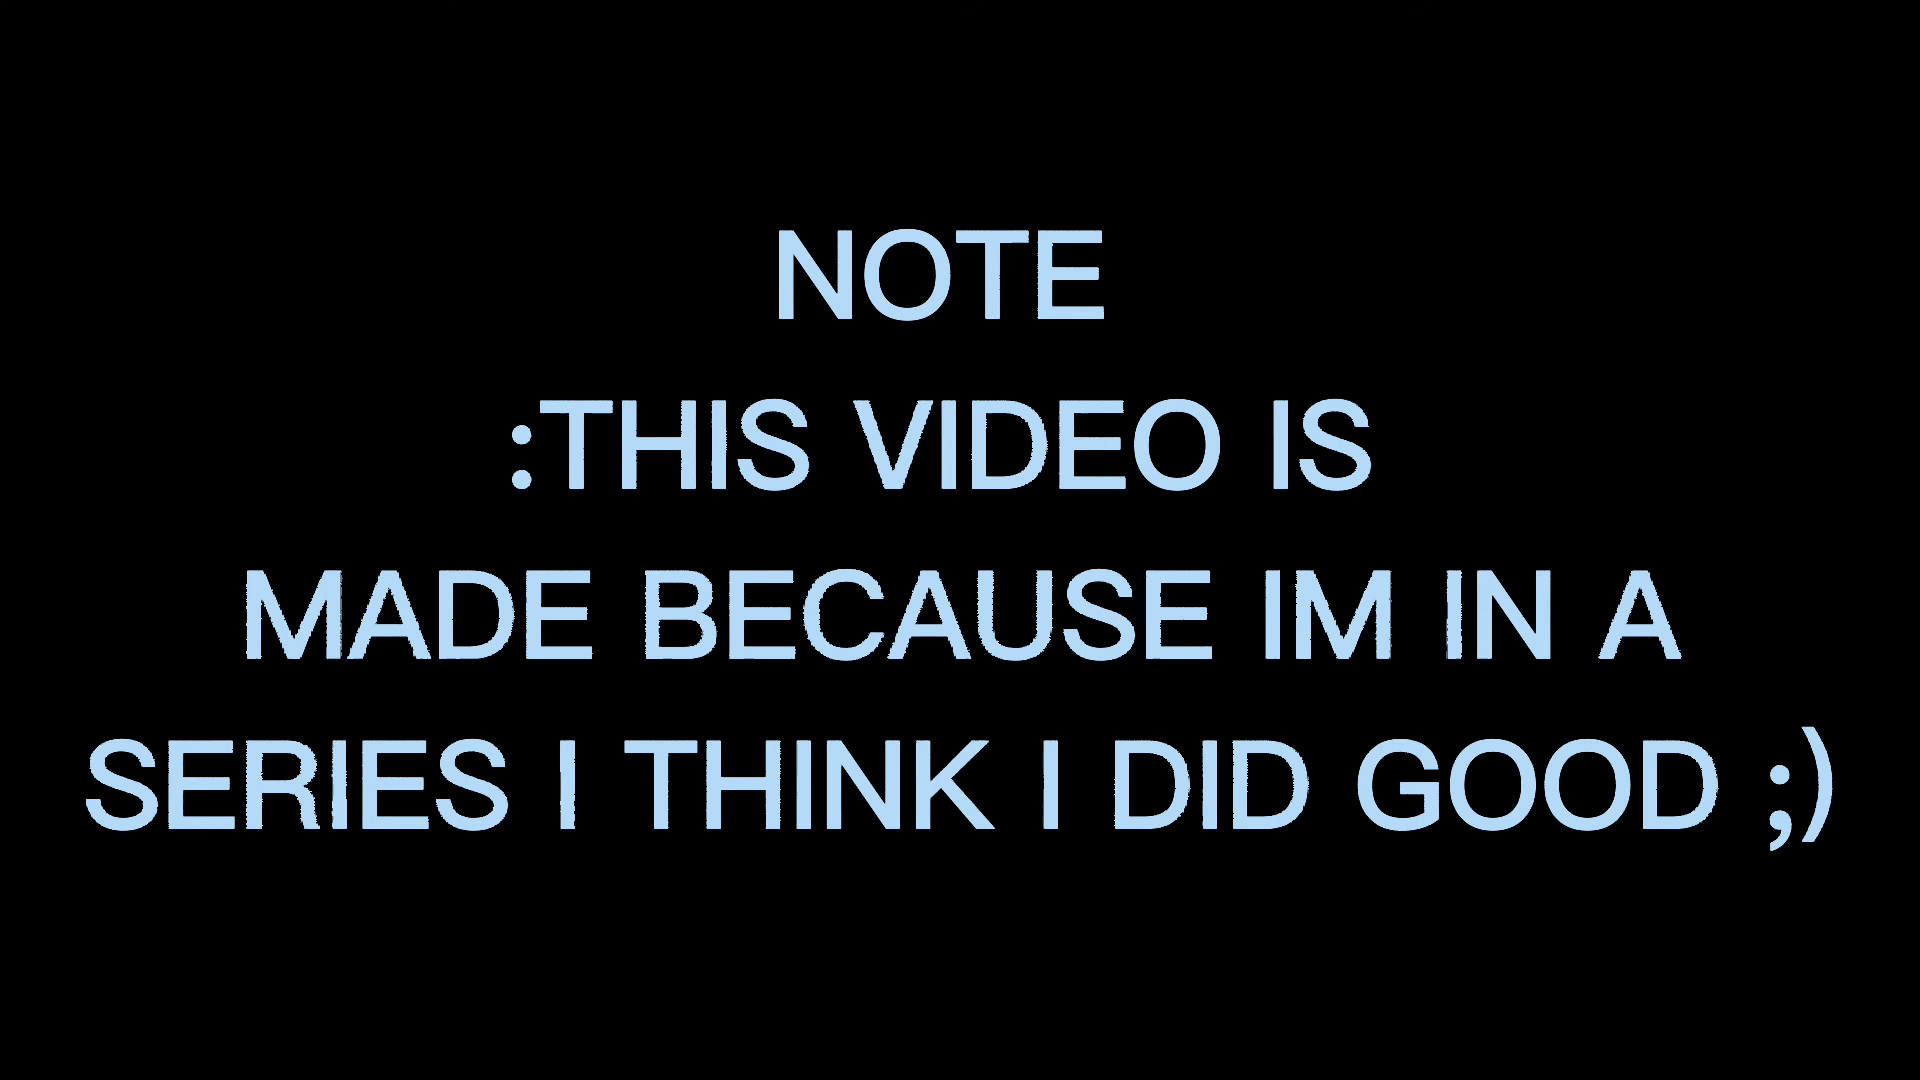 NOTE
:THIS VIDEO IS
MADE BECAUSE IM IN A
SERIES I THINK I DID GOOD ;)